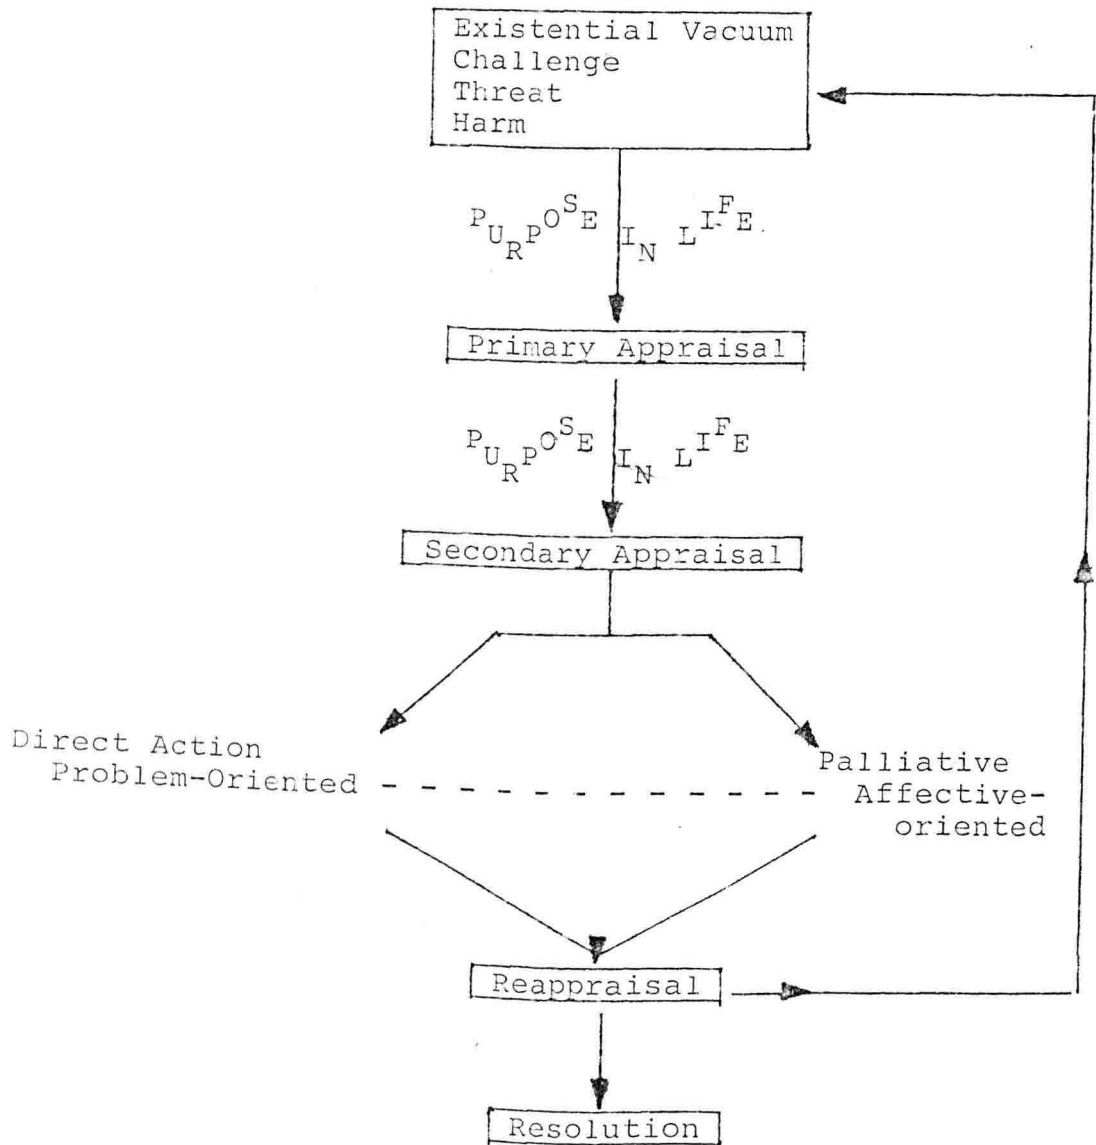 Existential Vacuum
Challenge
Threat
Harm
PURPOSE IN LIFE
Primary Appraisal
PURPOSE IN LIFE
Secondary Appraisal
Direct Action
Problem-Oriented
Palliative
Affective-
oriented
Reappraisal
Resolution